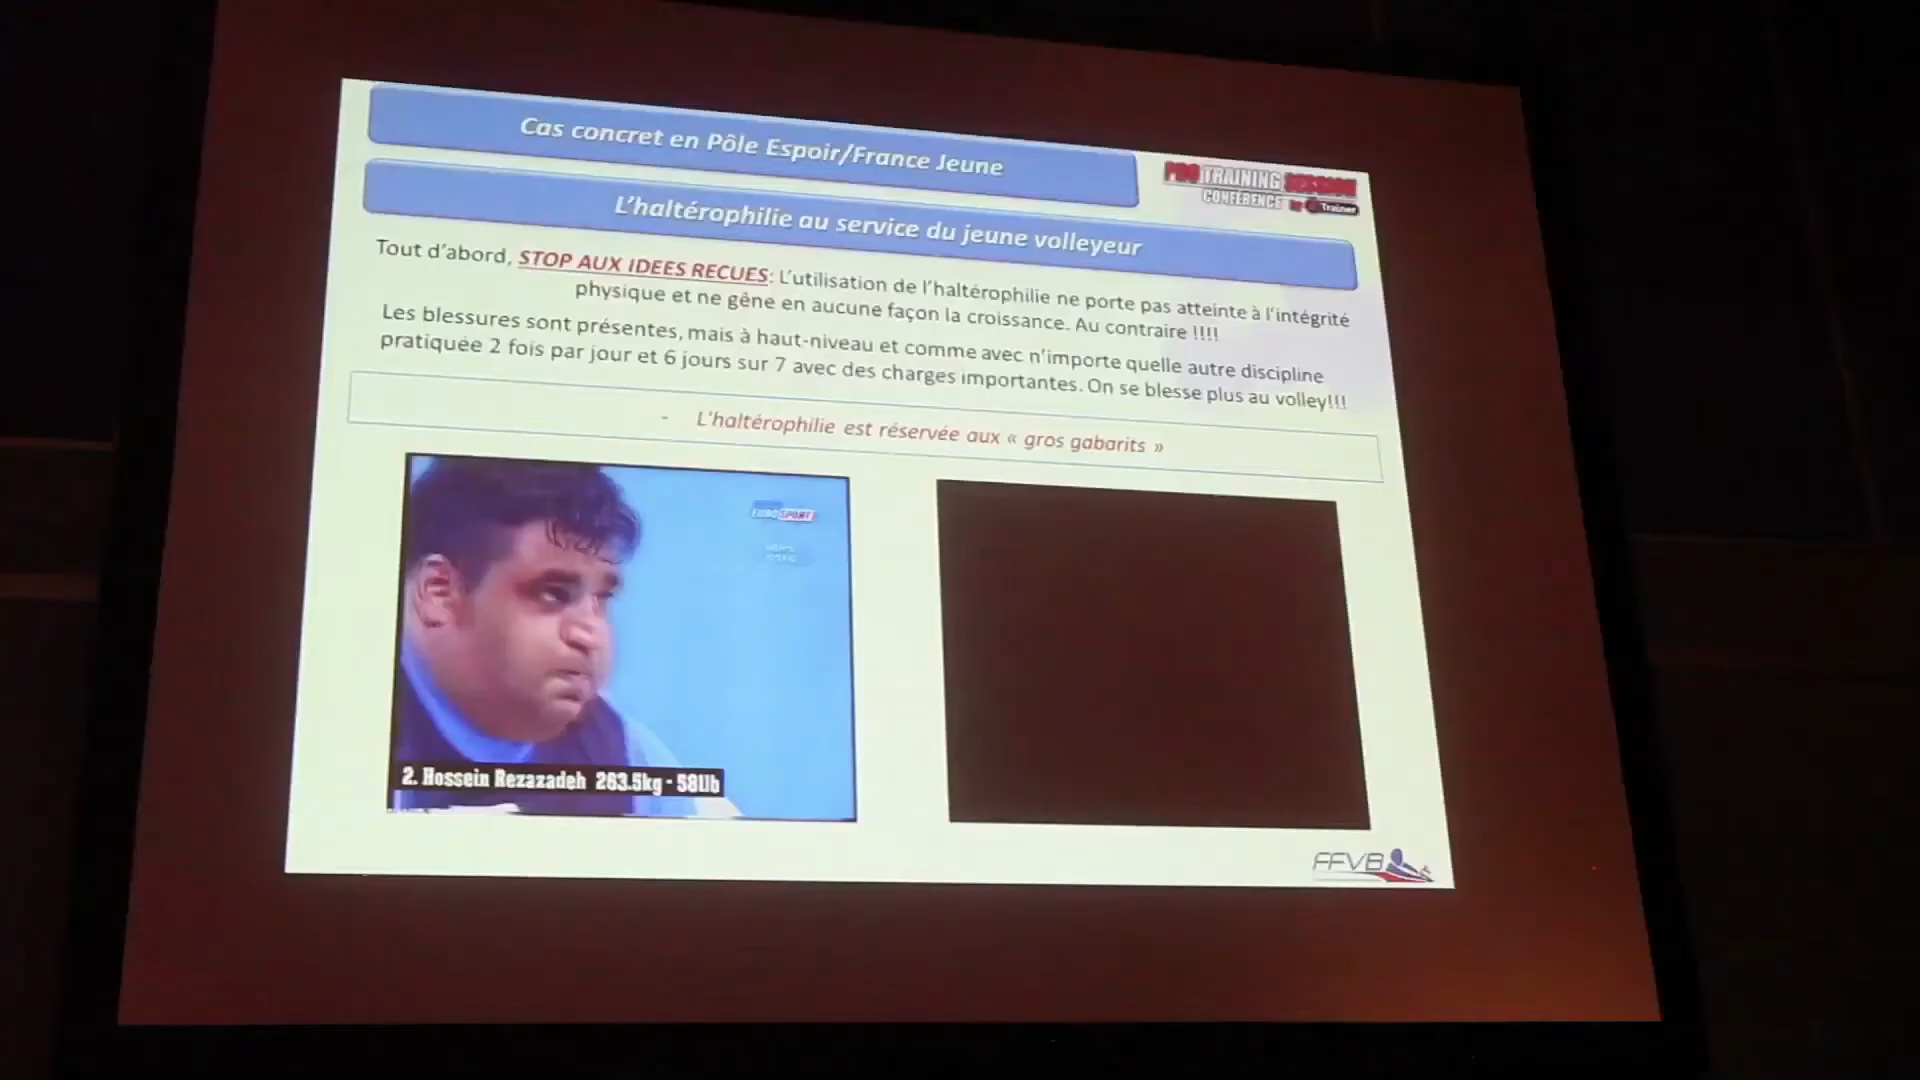 Cas concret en Pôle Espoir/France Jeune
PRO TRAINING SESSION
CONFÉRENCE
Trainer
L'haltérophilie au service du jeune volleyeur
Tout d'abord, STOP AUX IDEES RECUES: L'utilisation de l'haltérophilie ne porte pas atteinte à l'intégrité
physique et ne gêne en aucune façon la croissance. Au contraire !!!!
Les blessures sont présentes, mais à haut-niveau et comme avec n'importe quelle autre discipline
pratiquée 2 fois par jour et 6 jours sur 7 avec des charges importantes. On se blesse plus au volley!!!
- L'haltérophilie est réservée aux « gros gabarits »
EUROSPORT
2. Hossein Rezazadeh 263.5kg - 581lb
FFVB